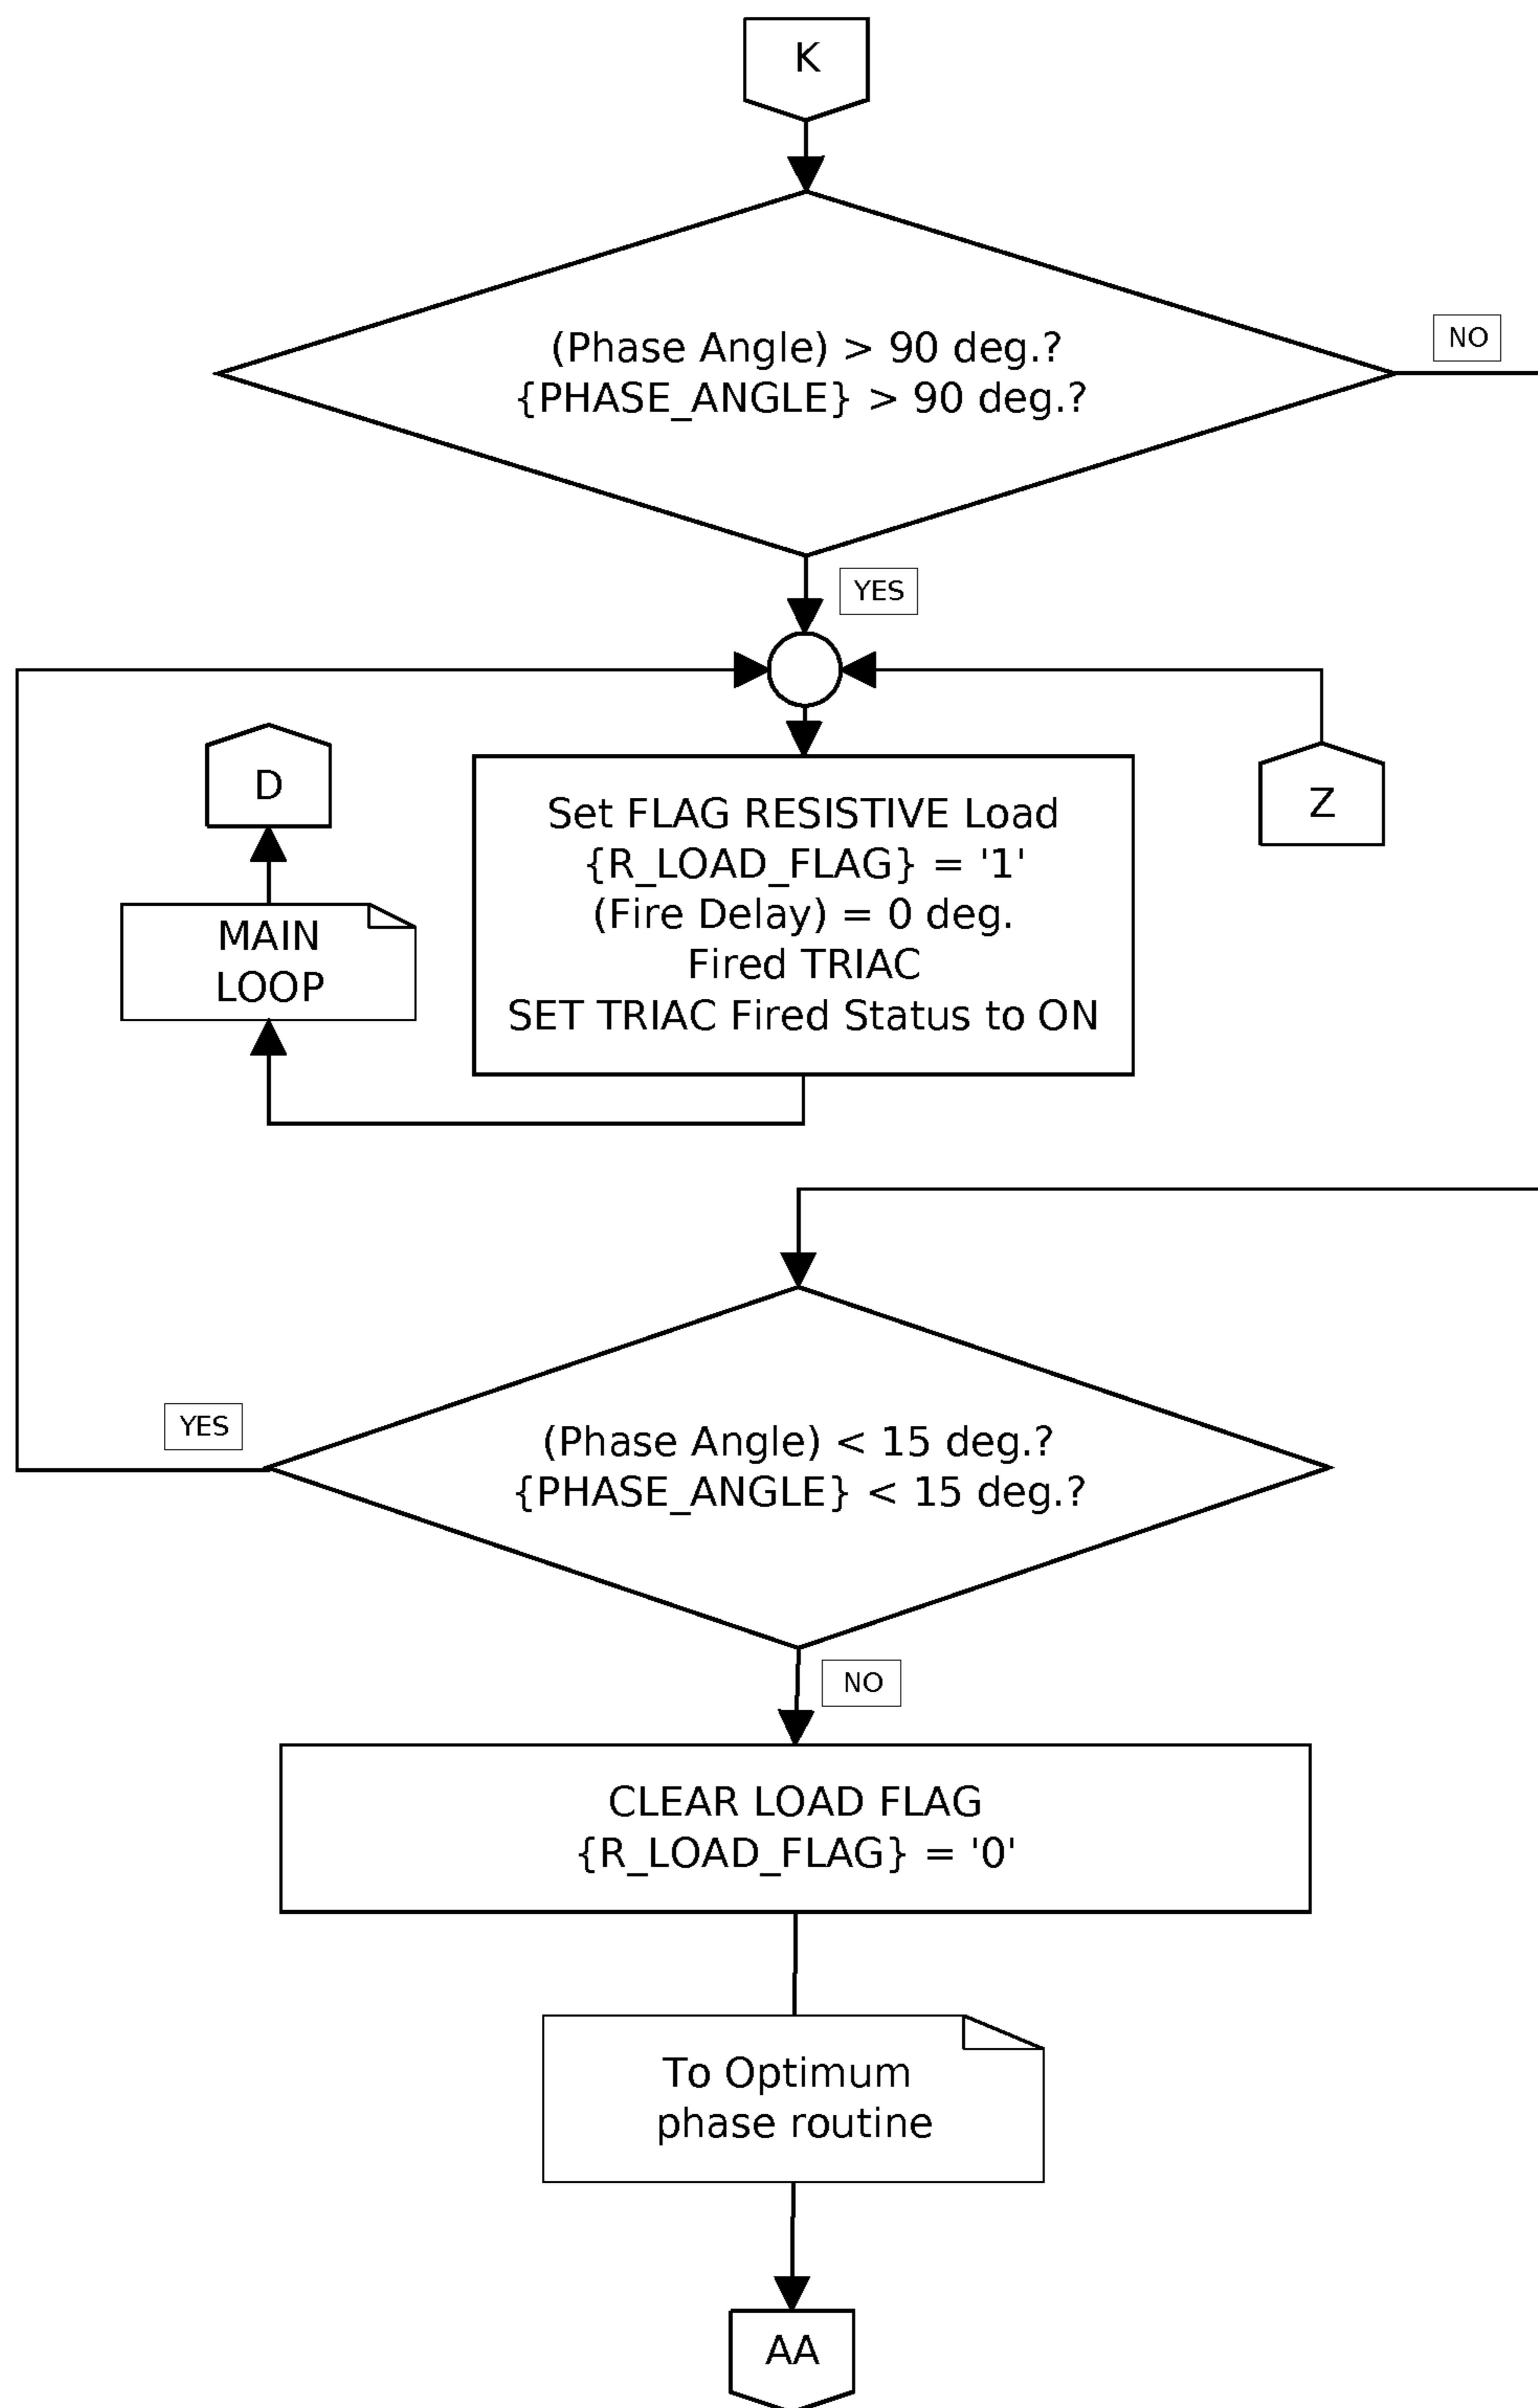 K
(Phase Angle) > 90 deg.?
{PHASE_ANGLE} > 90 deg.?
NO
YES
D
MAIN
LOOP
Set FLAG RESISTIVE Load
{R_LOAD_FLAG} = '1'
(Fire Delay) = 0 deg.
Fired TRIAC
SET TRIAC Fired Status to ON
Z
(Phase Angle) < 15 deg.?
{PHASE_ANGLE} < 15 deg.?
YES
NO
CLEAR LOAD FLAG
{R_LOAD_FLAG} = '0'
To Optimum
phase routine
AA